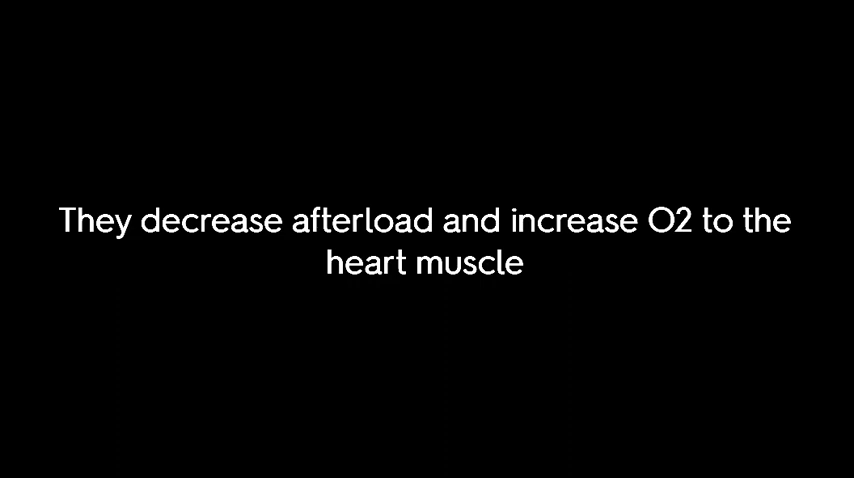 They decrease afterload and increase O2 to the
heart muscle